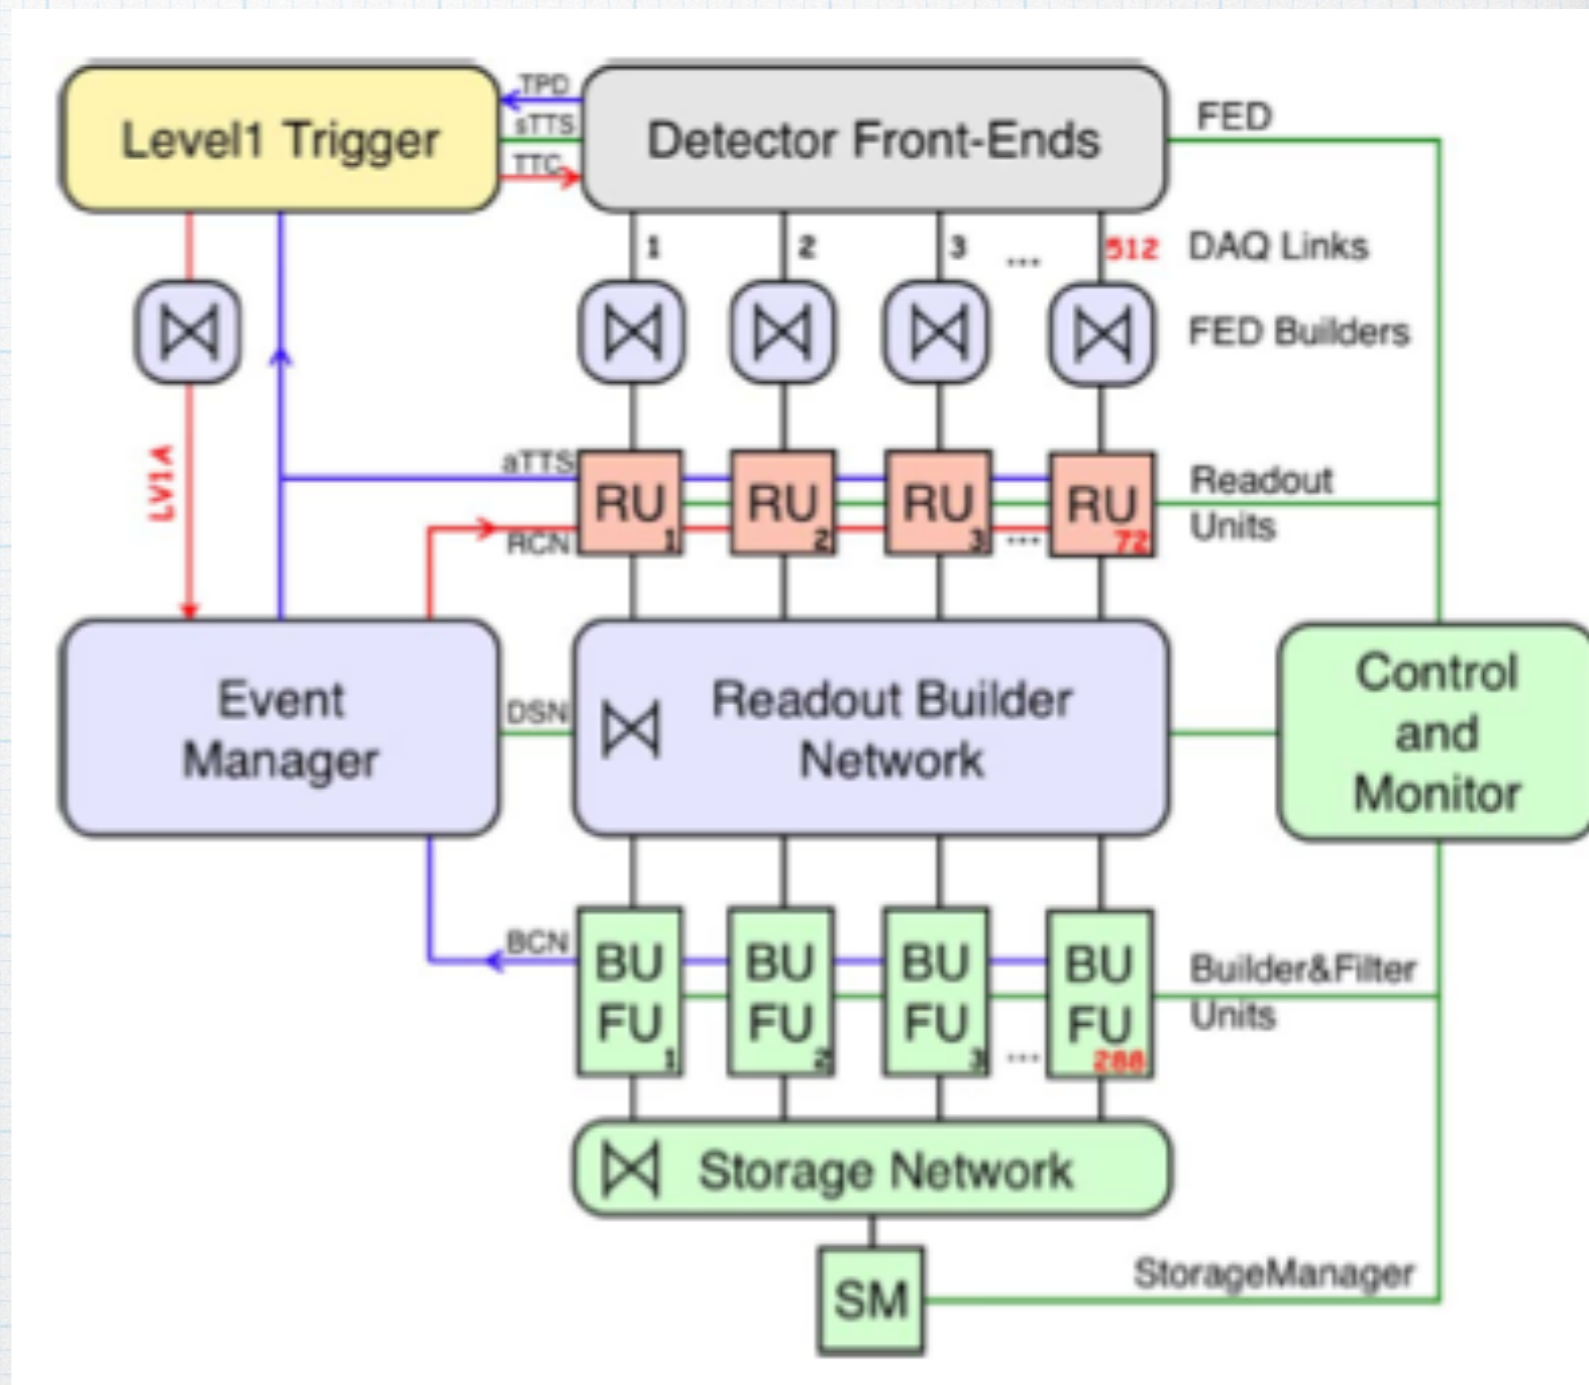 TPD
Level1 Trigger
sTTS
Detector Front-Ends
FED
TTC
1
2
3
...
512
DAQ Links
FED Builders
LV1A
aTTS
RU
1
RU
2
RU
3
...
RU
72
Readout
Units
RCN
Event
Manager
DSN
Readout Builder
Network
Control
and
Monitor
BCN
BU
FU
1
BU
FU
2
BU
FU
3
...
BU
FU
288
Builder&Filter
Units
Storage Network
SM
StorageManager